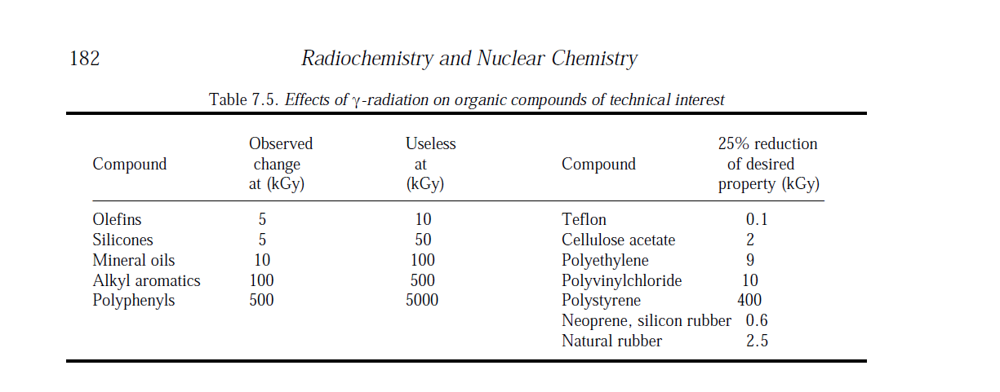 182 Radiochemistry and Nuclear Chemistry
Table 7.5. Effects of γ-radiation on organic compounds of technical interest
Observed Useless 25% reduction
Compound change at Compound of desired
at (kGy) (kGy) property (kGy)
Olefins 5 10 Teflon 0.1
Silicones 5 50 Cellulose acetate 2
Mineral oils 10 100 Polyethylene 9
Alkyl aromatics 100 500 Polyvinylchloride 10
Polyphenyls 500 5000 Polystyrene 400
Neoprene, silicon rubber 0.6
Natural rubber 2.5